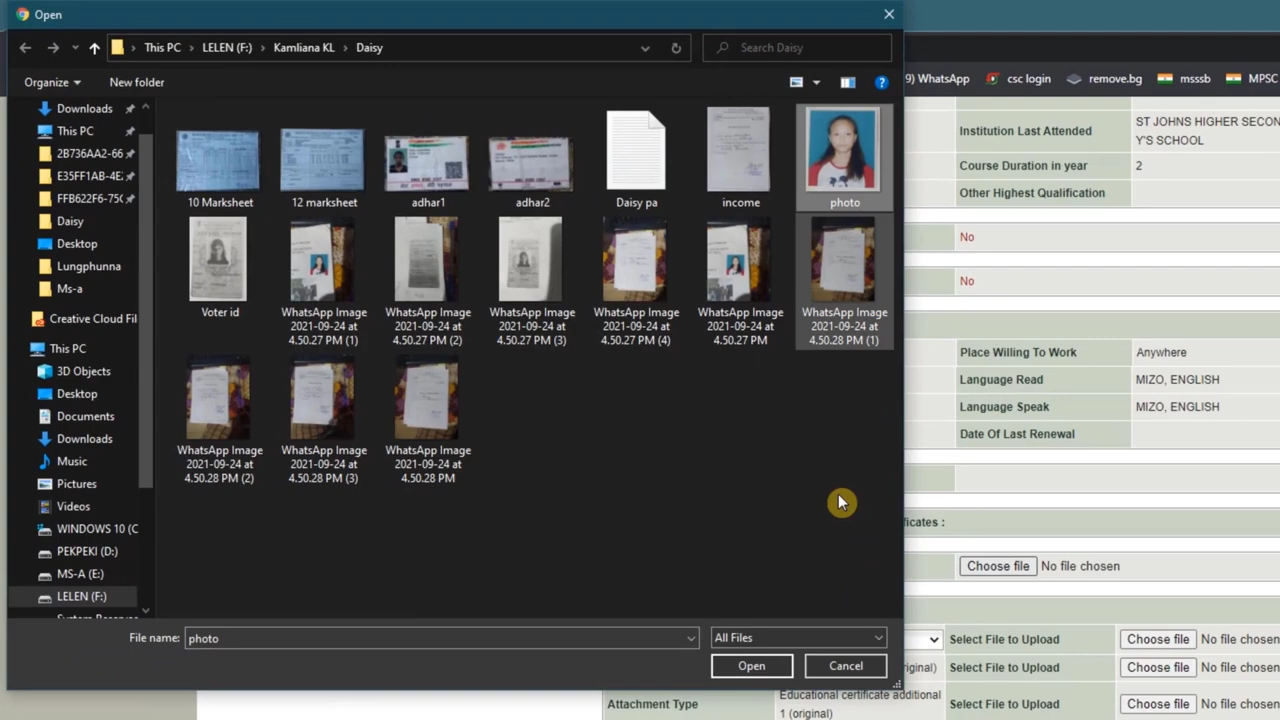 Open
This PC
LELEN (F:)
Kamliana KL
Daisy
Search Daisy
Organize
New folder
Downloads
This PC
2B736AA2-66
E35FF1AB-4E
FFB622F6-75C
Daisy
Desktop
Lungphunna
Ms-a
Creative Cloud Fil
This PC
3D Objects
Desktop
Documents
Downloads
Music
Pictures
Videos
WINDOWS 10 (C
PEKPEKI (D:)
MS-A (E:)
LELEN (F:)
10 Marksheet
12 marksheet
adhar1
adhar2
Daisy pa
income
photo
Voter id
WhatsApp Image
2021-09-24 at
4.50.27 PM (1)
WhatsApp Image
2021-09-24 at
4.50.27 PM (2)
WhatsApp Image
2021-09-24 at
4.50.27 PM (3)
WhatsApp Image
2021-09-24 at
4.50.27 PM (4)
WhatsApp Image
2021-09-24 at
4.50.27 PM
WhatsApp Image
2021-09-24 at
4.50.28 PM (1)
WhatsApp Image
2021-09-24 at
4.50.28 PM (2)
WhatsApp Image
2021-09-24 at
4.50.28 PM (3)
WhatsApp Image
2021-09-24 at
4.50.28 PM
File name: photo
All Files
Open
Cancel
9) WhatsApp
csc login
remove.bg
msssb
MPSC
Institution Last Attended
ST JOHNS HIGHER SECON
Y'S SCHOOL
Course Duration in year 2
Other Highest Qualification
No
No
Place Willing To Work Anywhere
Language Read MIZO, ENGLISH
Language Speak MIZO, ENGLISH
Date Of Last Renewal
ficates :
Choose file No file chosen
Select File to Upload Choose file No file chosen
riginal) Select File to Upload Choose file No file chosen
Attachment Type
Educational certificate additional
1 (original)
Select File to Upload Choose file No file chosen